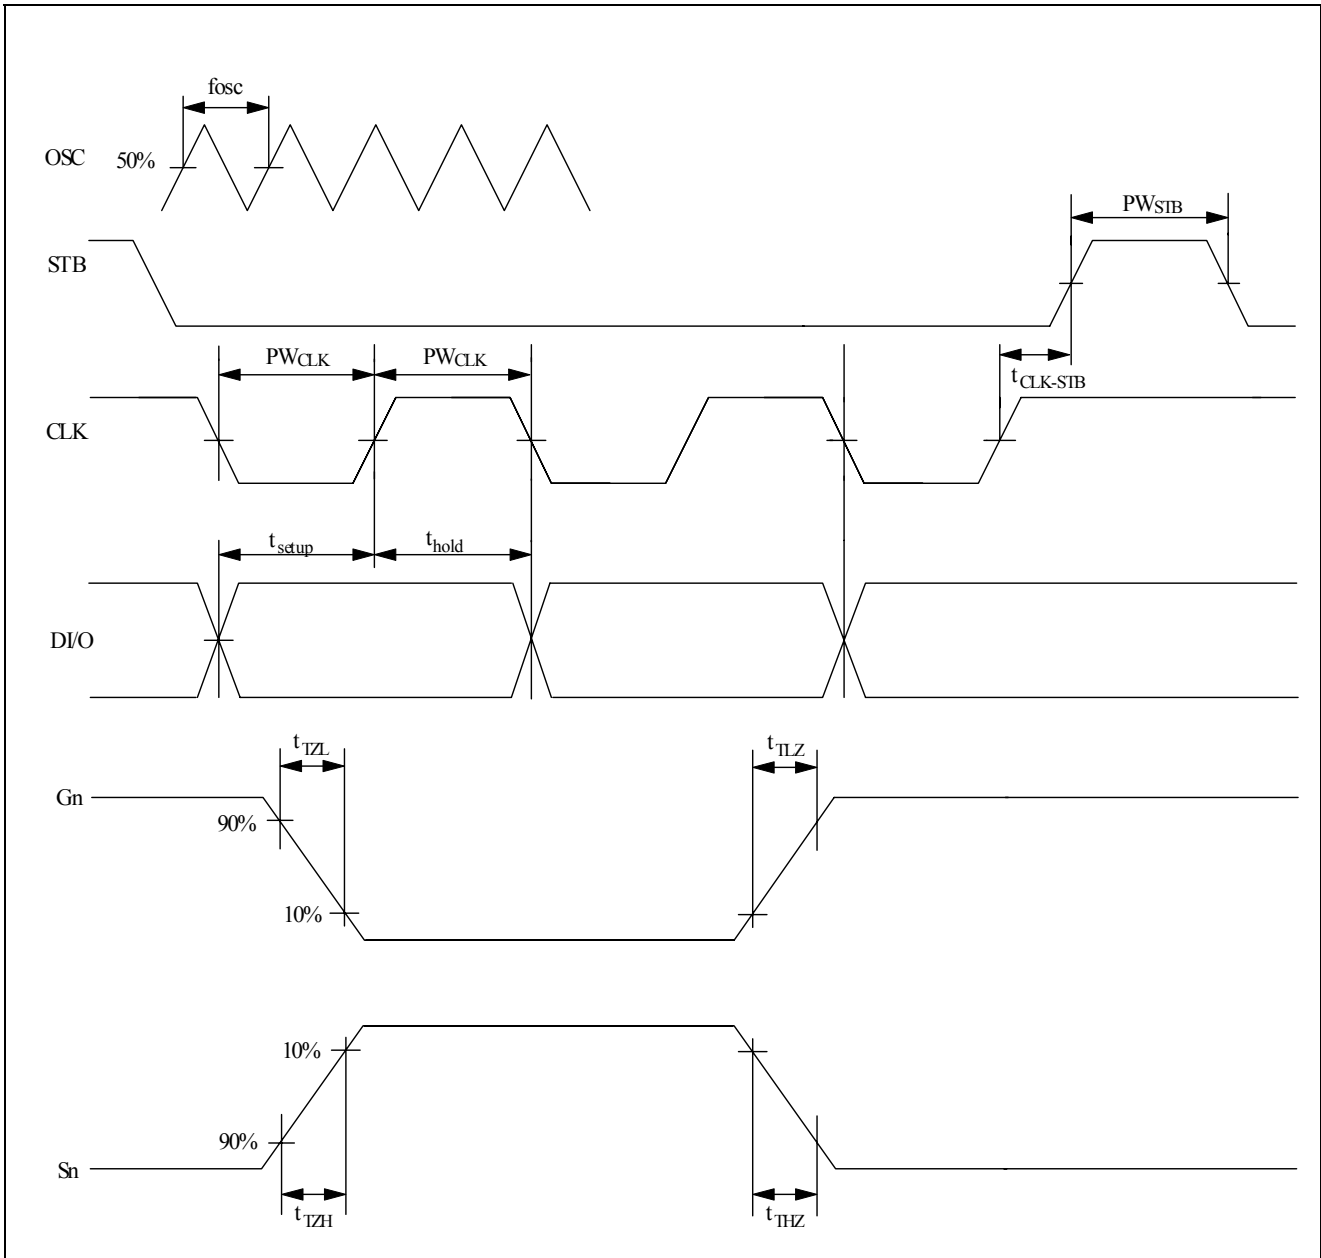 fosc
OSC 50%
PWSTB
STB
PWCLK PWCLK
tCLK-STB
CLK
tsetup thold
DI/O
tTZL tTLZ
Gn
90%
10%
10%
90%
Sn
tTZH tTHZ